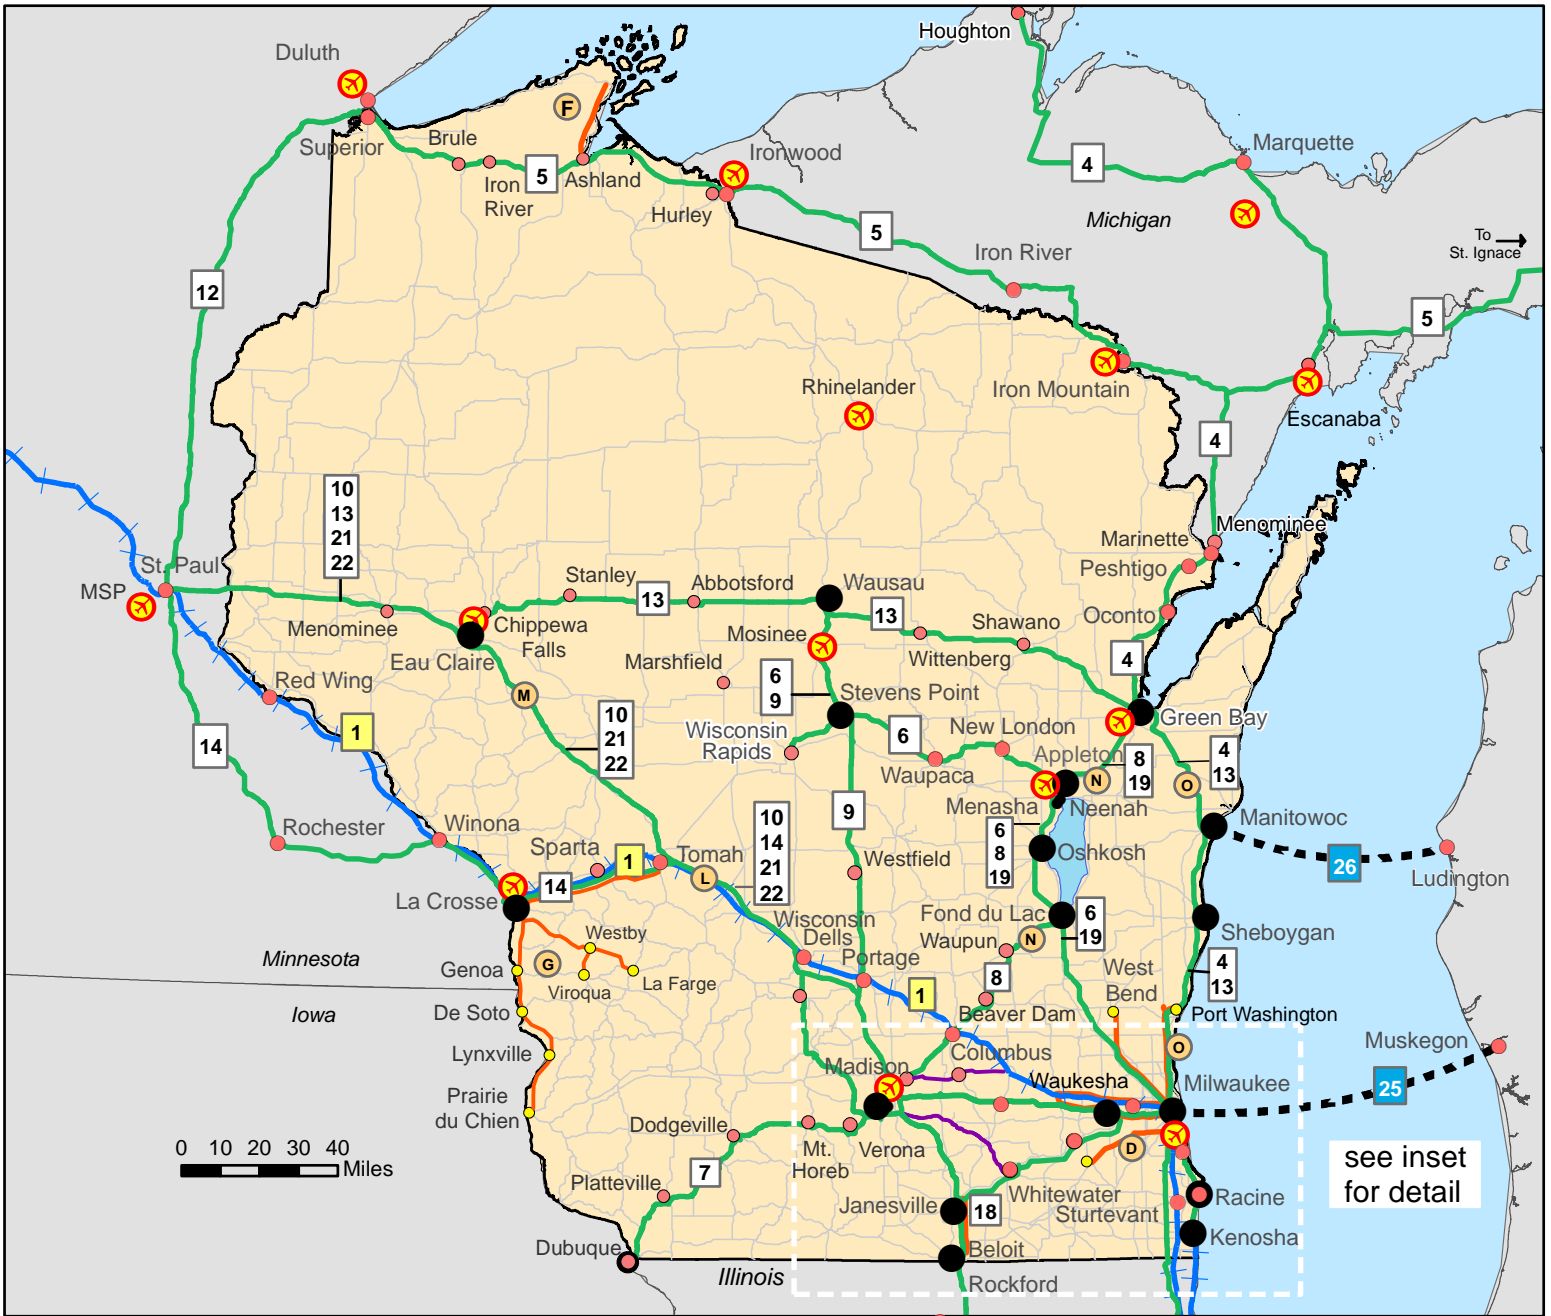 Houghton
Duluth
F
Superior
Brule
Iron
River
5
Ashland
Ironwood
Hurley
4
Marquette
Michigan
5
Iron River
To
St. Ignace
12
5
Rhinelander
Iron Mountain
Escanaba
4
10
13
21
22
Menominee
Marinette
Peshtigo
St. Paul
MSP
Stanley
13
Abbotsford
Wausau
13
Menominee
Chippewa
Falls
Eau Claire
Mosinee
Shawano
Wittenberg
Oconto
4
Marshfield
6
9
Stevens Point
Red Wing
M
1
10
21
22
Wisconsin
Rapids
6
New London
Waupaca
Appleton
Green Bay
8
19
N
4
13
O
14
Menasha
Neenah
6
8
19
9
10
14
21
22
Manitowoc
26
Ludington
Rochester
Winona
Sparta
1
14
Tomah
L
Westfield
Oshkosh
La Crosse
Wisconsin
Dells
Fond du Lac
6
19
Waupun
N
Sheboygan
Westby
G
Genoa
Viroqua
La Farge
Minnesota
Iowa
Portage
1
8
West
Bend
4
13
De Soto
Beaver Dam
Port Washington
Lynxville
Madison
Columbus
O
Muskegon
25
Waukesha
Milwaukee
Prairie
du Chien
Dodgeville
Mt.
Horeb
Verona
D
0 10 20 30 40
Miles
7
Platteville
see inset
for detail
Janesville
18
Whitewater
Sturtevant
Racine
Kenosha
Dubuque
Beloit
Illinois
Rockford